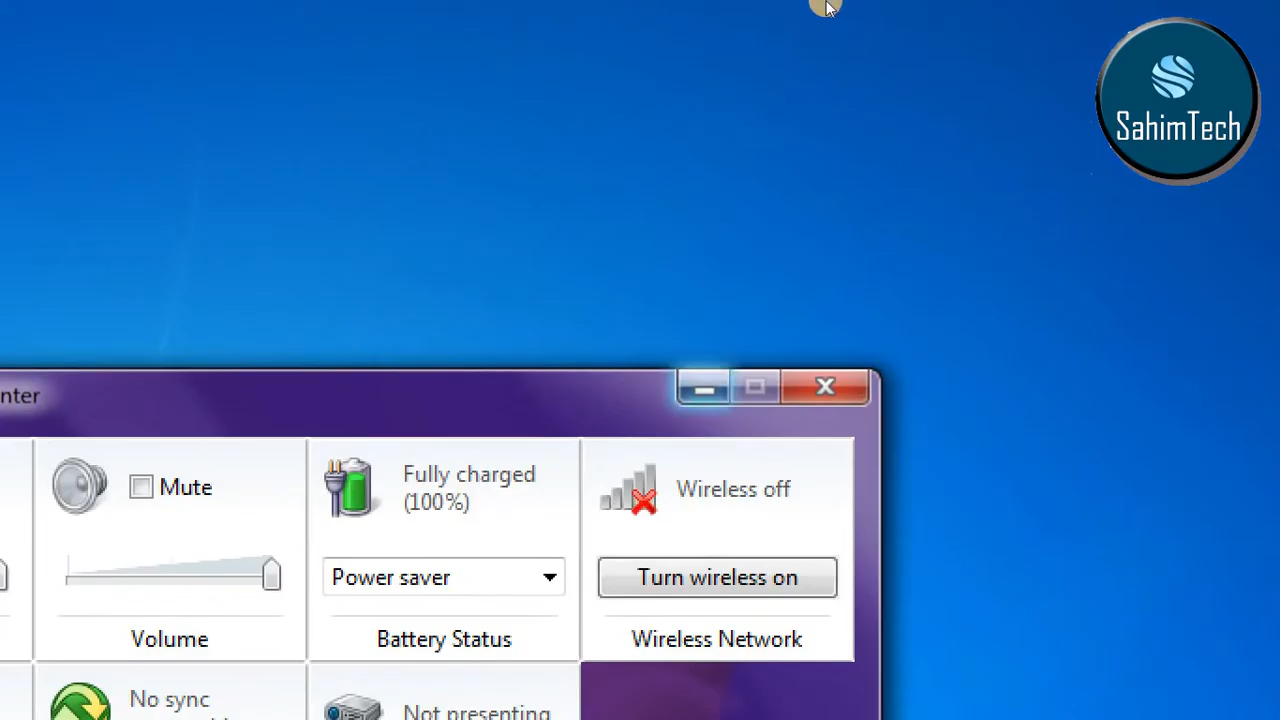 SahimTech
nter
Mute
Fully charged
(100%)
Wireless off
Power saver
Turn wireless on
Volume
Battery Status
Wireless Network
No sync
Not presenting